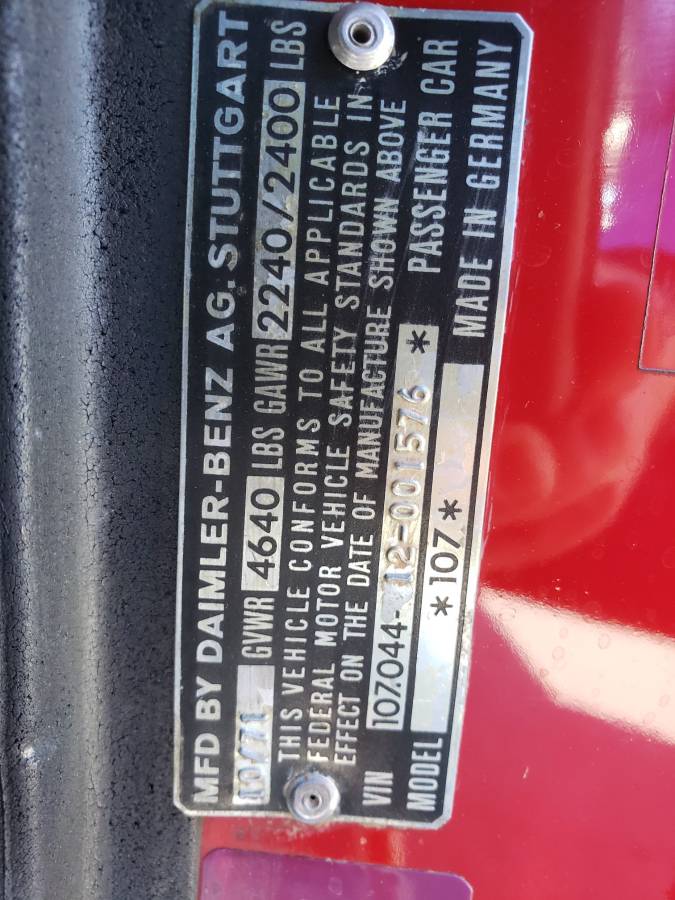 MFD BY DAIMLER-BENZ AG. STUTTGART
10/71 GVWR 4640 LBS GAWR 2240/2400 LBS
THIS VEHICLE CONFORMS TO ALL APPLICABLE
FEDERAL MOTOR VEHICLE SAFETY STANDARDS IN
EFFECT ON THE DATE OF MANUFACTURE SHOWN ABOVE
VIN 107.044-12-001576 * PASSENGER CAR
MODEL *107* MADE IN GERMANY